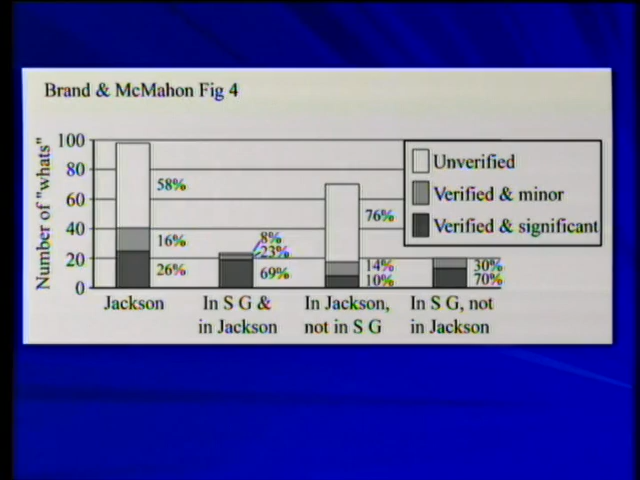 Brand & McMahon Fig 4
Number of "whats"
100
80
60
40
20
0
58%
16%
26%
8%
23%
69%
76%
14%
10%
30%
70%
Unverified
Verified & minor
Verified & significant
Jackson
In S G &
in Jackson
In Jackson,
not in S G
In S G, not
in Jackson